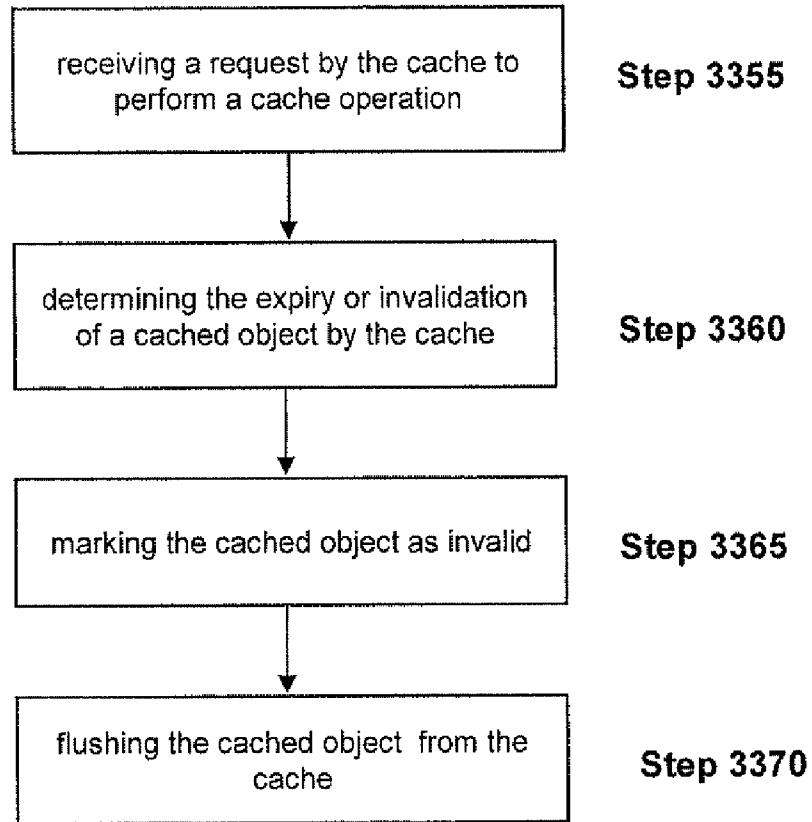 receiving a request by the cache to
perform a cache operation
Step 3355
determining the expiry or invalidation
of a cached object by the cache
Step 3360
marking the cached object as invalid
Step 3365
flushing the cached object from the
cache
Step 3370